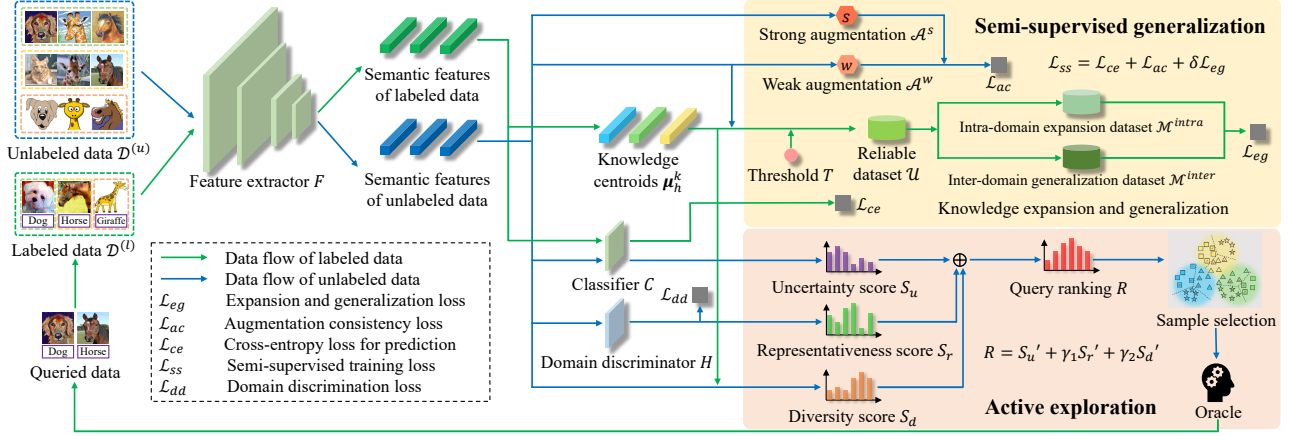 Unlabeled data 𝒟⁽ᵘ⁾
Dog
Horse
Giraffe
Labeled data 𝒟⁽ˡ⁾
Dog
Horse
Queried data
Feature extractor F
Semantic features
of labeled data
Semantic features
of unlabeled data
Data flow of labeled data
Data flow of unlabeled data
ℒ_eg Expansion and generalization loss
ℒ_ac Augmentation consistency loss
ℒ_ce Cross-entropy loss for prediction
ℒ_ss Semi-supervised training loss
ℒ_dd Domain discrimination loss
Knowledge
centroids 𝝁_h^k
Classifier C
ℒ_dd
Domain discriminator H
Semi-supervised generalization
s
Strong augmentation 𝒜^s
w
Weak augmentation 𝒜^w
ℒ_ac
ℒ_ss = ℒ_ce + ℒ_ac + δℒ_eg
Threshold T
Reliable
dataset 𝒰
Intra-domain expansion dataset ℳ^intra
Inter-domain generalization dataset ℳ^inter
ℒ_eg
Knowledge expansion and generalization
ℒ_ce
Uncertainty score S_u
Representativeness score S_r
Diversity score S_d
Query ranking R
Sample selection
R = S_u′ + γ₁S_r′ + γ₂S_d′
Oracle
Active exploration